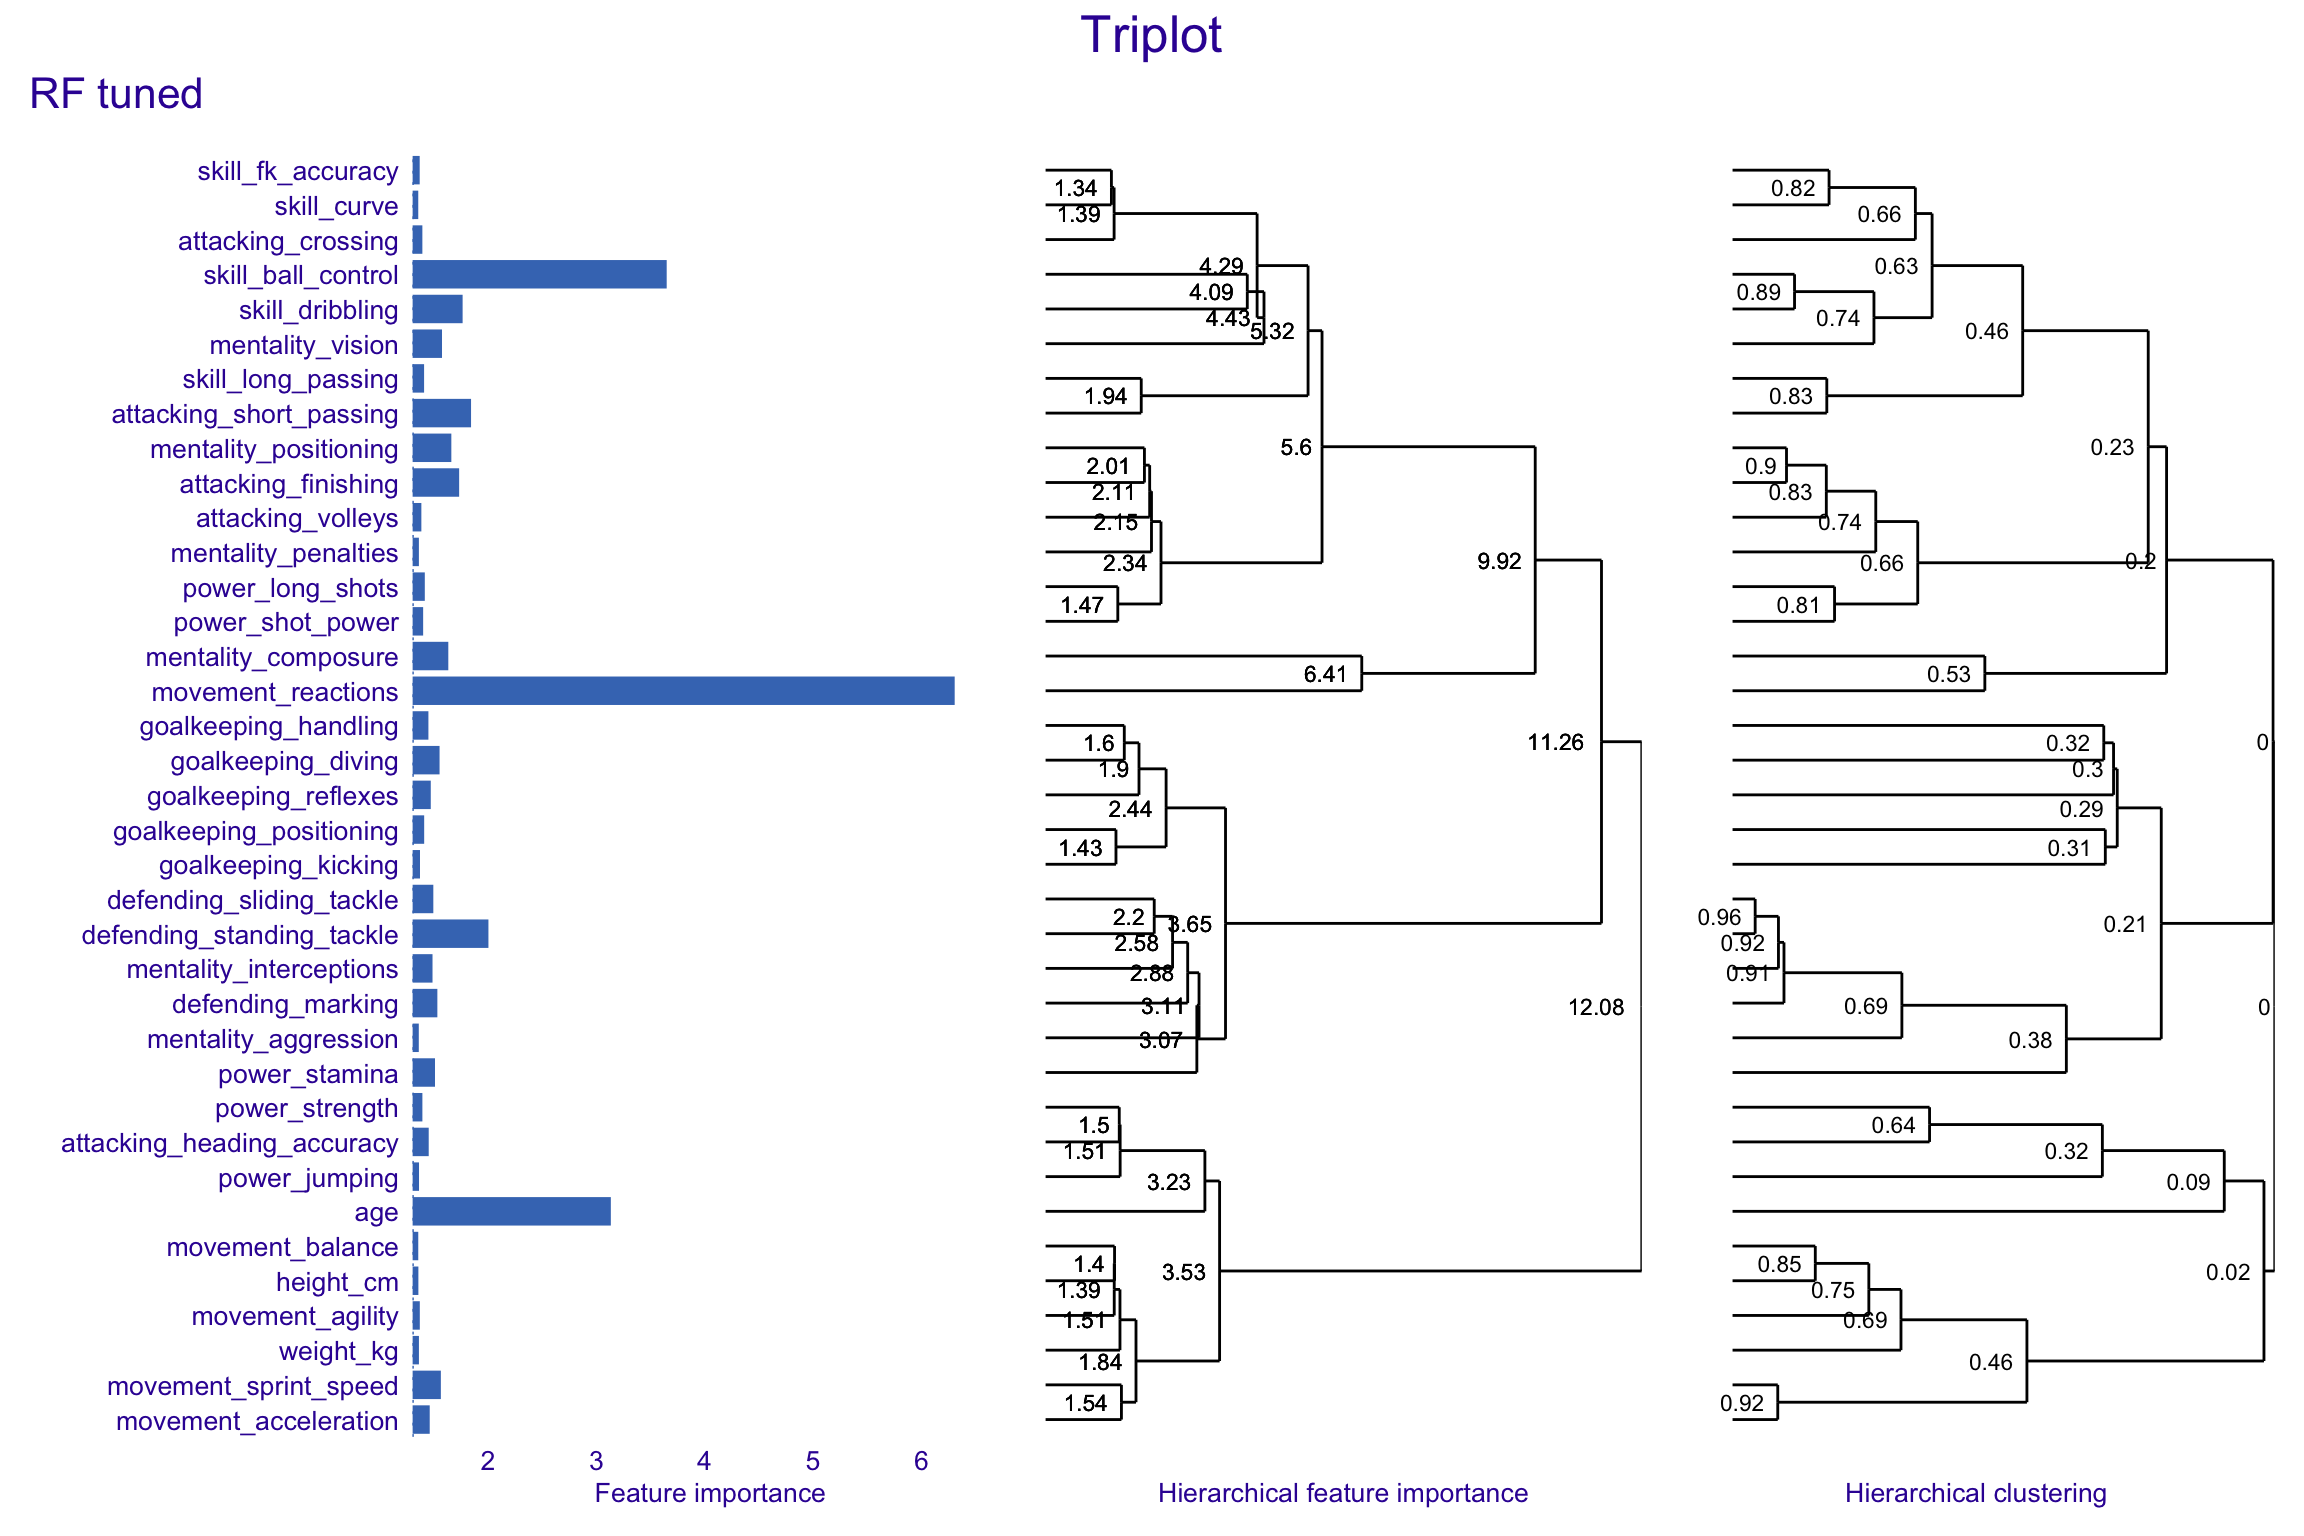 Triplot
RF tuned
skill_fk_accuracy
skill_curve
attacking_crossing
skill_ball_control
skill_dribbling
mentality_vision
skill_long_passing
attacking_short_passing
mentality_positioning
attacking_finishing
attacking_volleys
mentality_penalties
power_long_shots
power_shot_power
mentality_composure
movement_reactions
goalkeeping_handling
goalkeeping_diving
goalkeeping_reflexes
goalkeeping_positioning
goalkeeping_kicking
defending_sliding_tackle
defending_standing_tackle
mentality_interceptions
defending_marking
mentality_aggression
power_stamina
power_strength
attacking_heading_accuracy
power_jumping
age
movement_balance
height_cm
movement_agility
weight_kg
movement_sprint_speed
movement_acceleration
2 3 4 5 6
Feature importance
1.34
1.39
4.29
4.09
4.43
5.32
1.94
5.6
2.01
2.11
2.15
9.92
2.34
1.47
6.41
1.6
11.26
1.9
2.44
1.43
2.2
3.65
2.58
2.88
3.11
12.08
3.07
1.5
1.51
3.23
1.4
3.53
1.39
1.51
1.84
1.54
Hierarchical feature importance
0.82
0.66
0.63
0.89
0.74
0.46
0.83
0.23
0.9
0.83
0.74
0.2
0.66
0.81
0.53
0.32
0
0.3
0.29
0.31
0.96
0.21
0.92
0.91
0.69
0
0.38
0.64
0.32
0.09
0.85
0.02
0.75
0.69
0.46
0.92
Hierarchical clustering